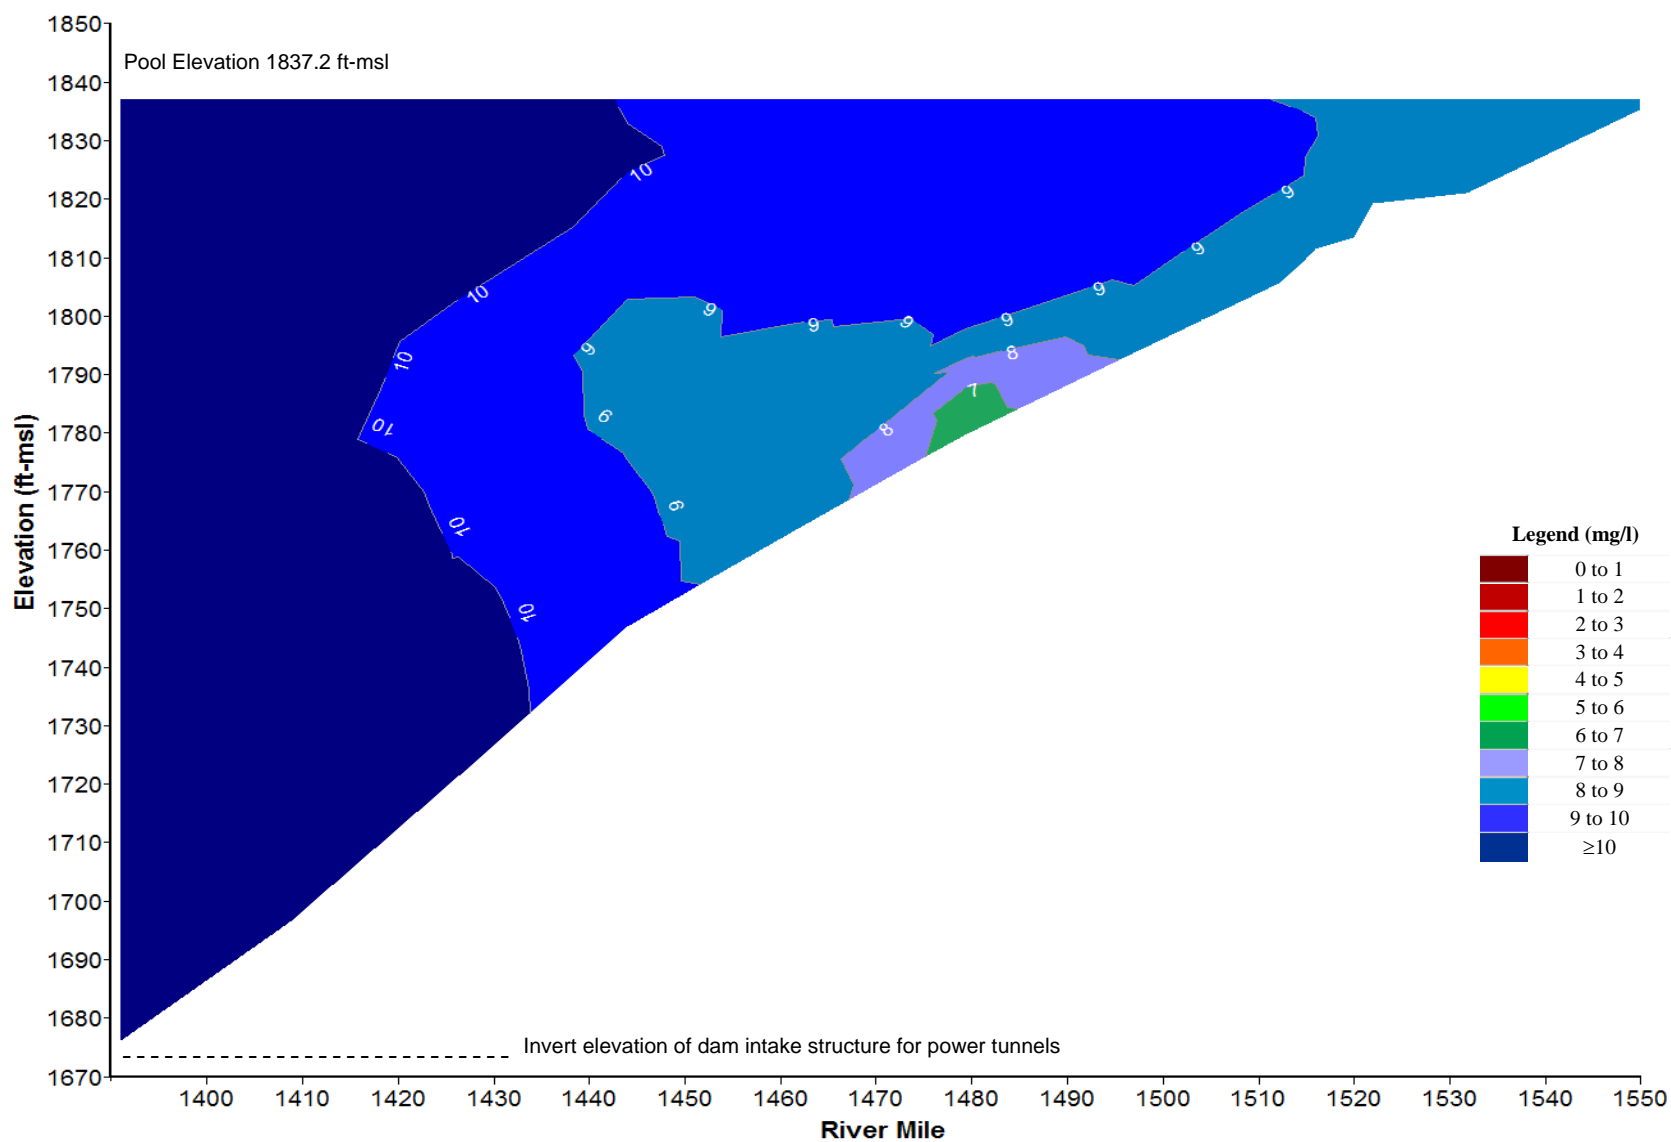 1850
Pool Elevation 1837.2 ft-msl
1840
1830
1820
1810
1800
1790
1780
1770
1760
1750
1740
1730
1720
1710
1700
1690
1680
1670
Elevation (ft-msl)
10
10
10
10
10
10
9
9
9
9
9
9
9
9
9
9
9
8
8
7
Legend (mg/l)
0 to 1
1 to 2
2 to 3
3 to 4
4 to 5
5 to 6
6 to 7
7 to 8
8 to 9
9 to 10
≥10
Invert elevation of dam intake structure for power tunnels
1400 1410 1420 1430 1440 1450 1460 1470 1480 1490 1500 1510 1520 1530 1540 1550
River Mile